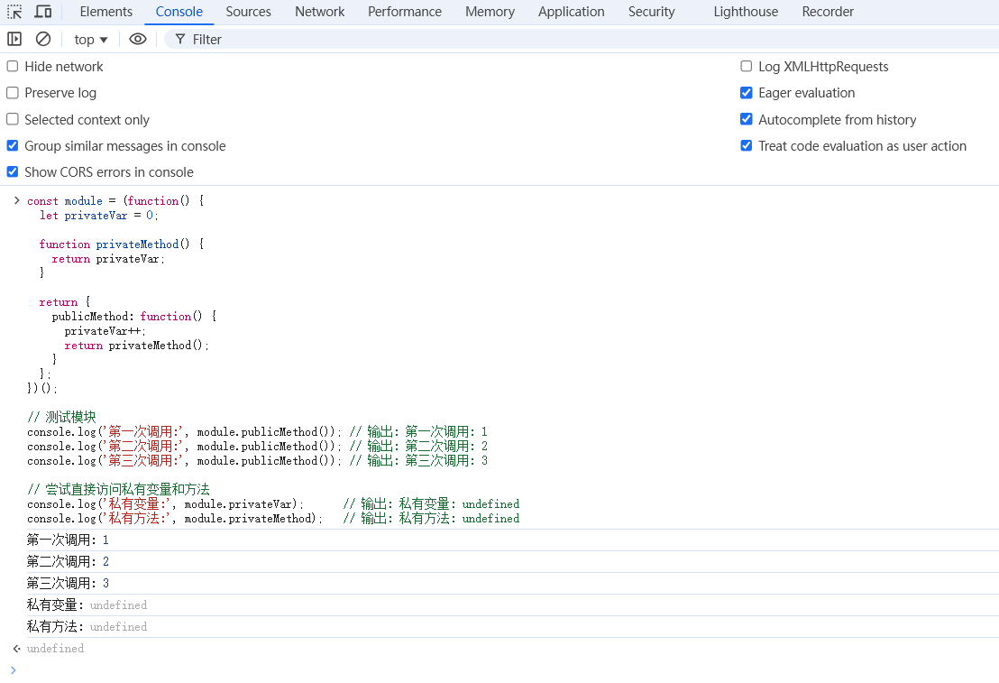 Elements Console Sources Network Performance Memory Application Security Lighthouse Recorder
top Filter
Hide network Log XMLHttpRequests
Preserve log Eager evaluation
Selected context only Autocomplete from history
Group similar messages in console Treat code evaluation as user action
Show CORS errors in console
const module = (function() {
let privateVar = 0;
function privateMethod() {
return privateVar;
}
return {
publicMethod: function() {
privateVar++;
return privateMethod();
}
};
})();
// 测试模块
console.log('第一次调用:', module.publicMethod()); // 输出: 第一次调用: 1
console.log('第二次调用:', module.publicMethod()); // 输出: 第二次调用: 2
console.log('第三次调用:', module.publicMethod()); // 输出: 第三次调用: 3
// 尝试直接访问私有变量和方法
console.log('私有变量:', module.privateVar); // 输出: 私有变量: undefined
console.log('私有方法:', module.privateMethod); // 输出: 私有方法: undefined
第一次调用: 1
第二次调用: 2
第三次调用: 3
私有变量: undefined
私有方法: undefined
undefined